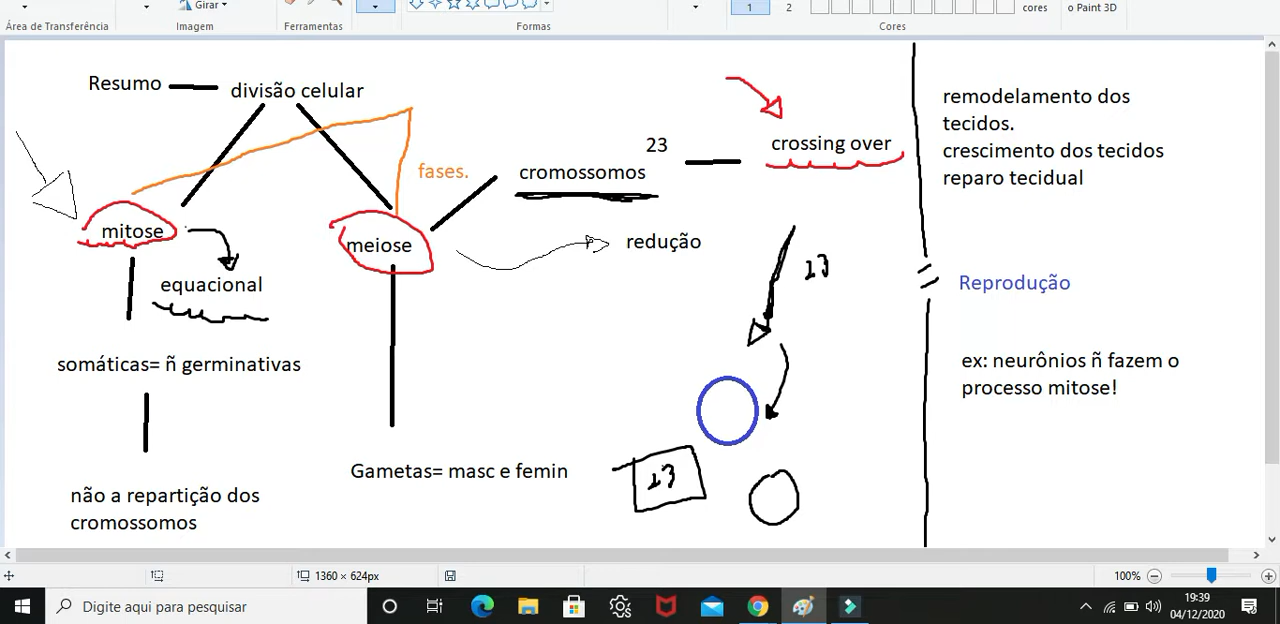 Girar
1
2
cores
o Paint 3D
Área de Transferência
Imagem
Ferramentas
Formas
Cores
Resumo
divisão celular
fases.
23
cromossomos
crossing over
mitose
meiose
redução
equacional
23
somáticas= ñ germinativas
Gametas= masc e femin
23
não a repartição dos
cromossomos
remodelamento dos
tecidos.
crescimento dos tecidos
reparo tecidual
Reprodução
ex: neurônios ñ fazem o
processo mitose!
1360 × 624px
100%
Digite aqui para pesquisar
19:39
04/12/2020